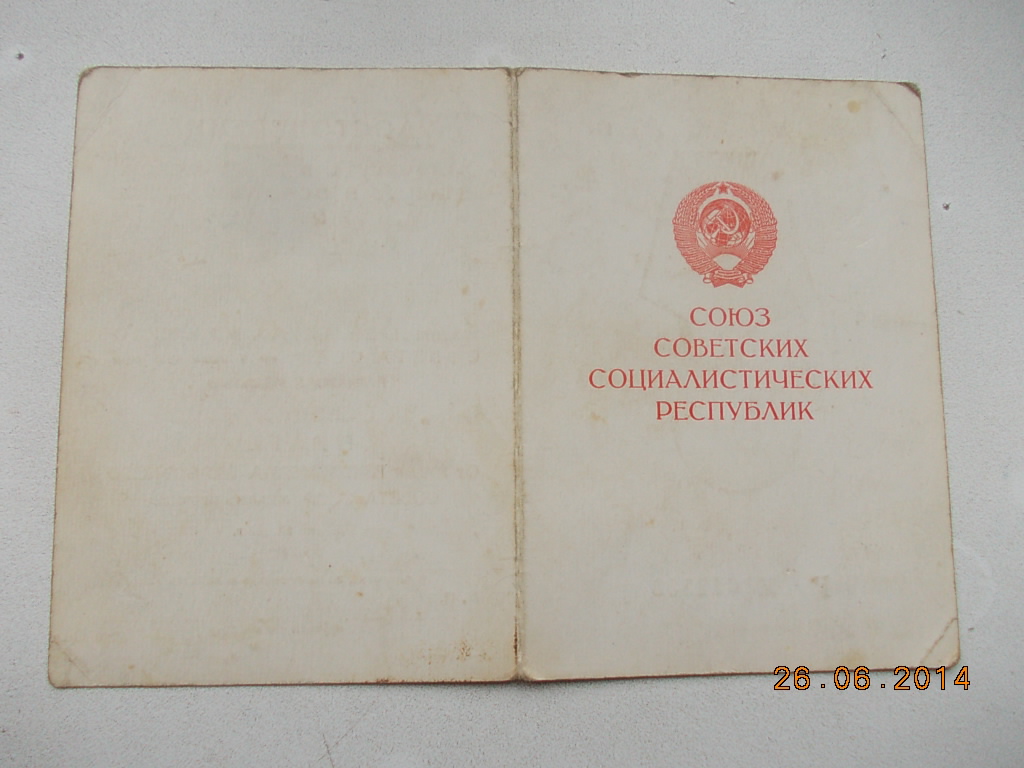 СОЮЗ
СОВЕТСКИХ
СОЦИАЛИСТИЧЕСКИХ
РЕСПУБЛИК
26.06.2014